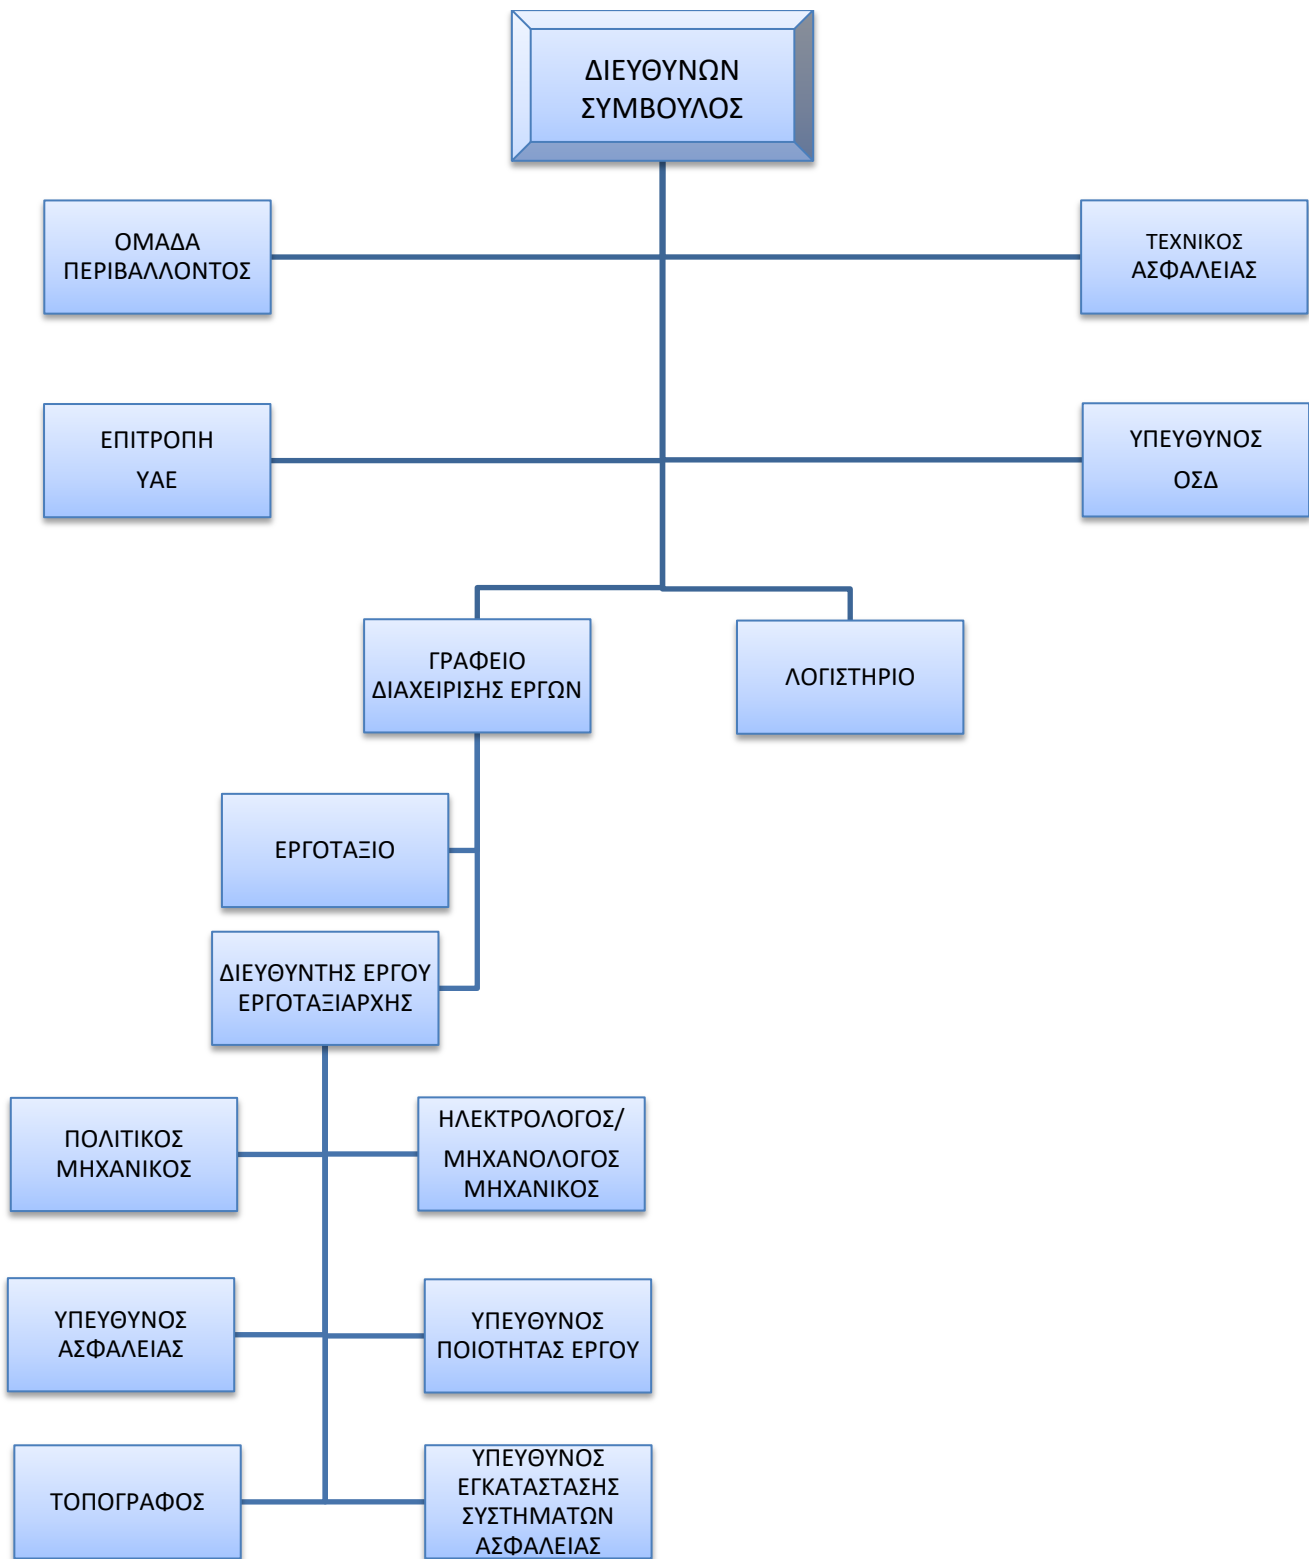 ΔΙΕΥΘΥΝΩΝ
ΣΥΜΒΟΥΛΟΣ
ΟΜΑΔΑ
ΠΕΡΙΒΑΛΛΟΝΤΟΣ
ΤΕΧΝΙΚΟΣ
ΑΣΦΑΛΕΙΑΣ
ΕΠΙΤΡΟΠΗ
ΥΑΕ
ΥΠΕΥΘΥΝΟΣ
ΟΣΔ
ΓΡΑΦΕΙΟ
ΔΙΑΧΕΙΡΙΣΗΣ ΕΡΓΩΝ
ΛΟΓΙΣΤΗΡΙΟ
ΕΡΓΟΤΑΞΙΟ
ΔΙΕΥΘΥΝΤΗΣ ΕΡΓΟΥ
ΕΡΓΟΤΑΞΙΑΡΧΗΣ
ΠΟΛΙΤΙΚΟΣ
ΜΗΧΑΝΙΚΟΣ
ΗΛΕΚΤΡΟΛΟΓΟΣ/
ΜΗΧΑΝΟΛΟΓΟΣ
ΜΗΧΑΝΙΚΟΣ
ΥΠΕΥΘΥΝΟΣ
ΑΣΦΑΛΕΙΑΣ
ΥΠΕΥΘΥΝΟΣ
ΠΟΙΟΤΗΤΑΣ ΕΡΓΟΥ
ΤΟΠΟΓΡΑΦΟΣ
ΥΠΕΥΘΥΝΟΣ
ΕΓΚΑΤΑΣΤΑΣΗΣ
ΣΥΣΤΗΜΑΤΩΝ
ΑΣΦΑΛΕΙΑΣ